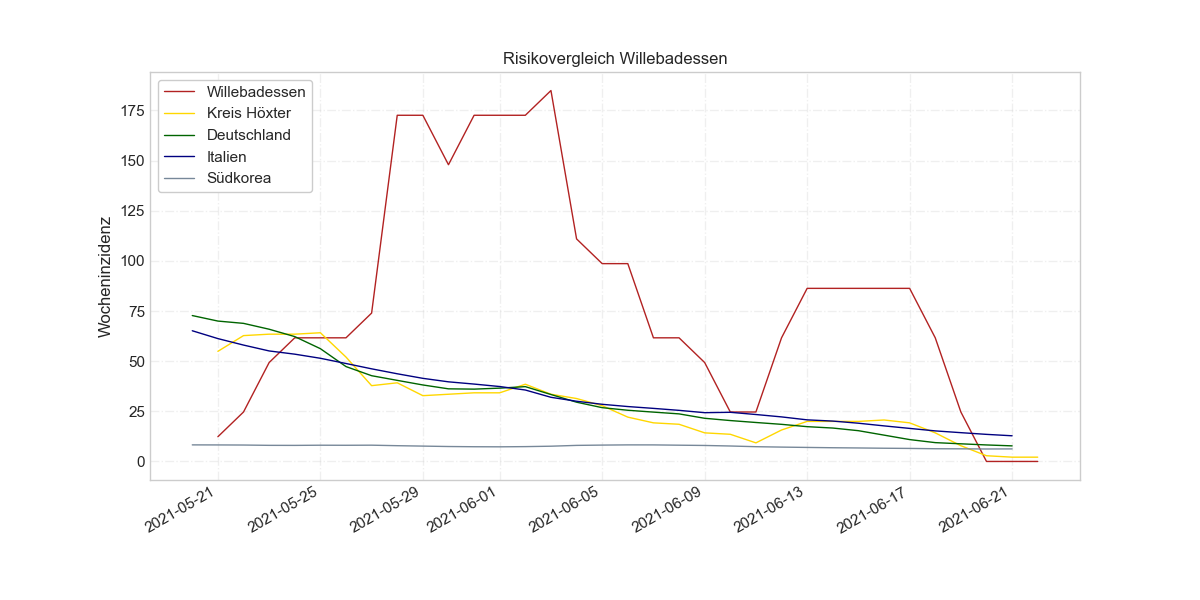 Risikovergleich Willebadessen
Willebadessen
Kreis Höxter
Deutschland
Italien
Südkorea
Wocheninzidenz
175
150
125
100
75
50
25
0
2021-05-21
2021-05-25
2021-05-29
2021-06-01
2021-06-05
2021-06-09
2021-06-13
2021-06-17
2021-06-21